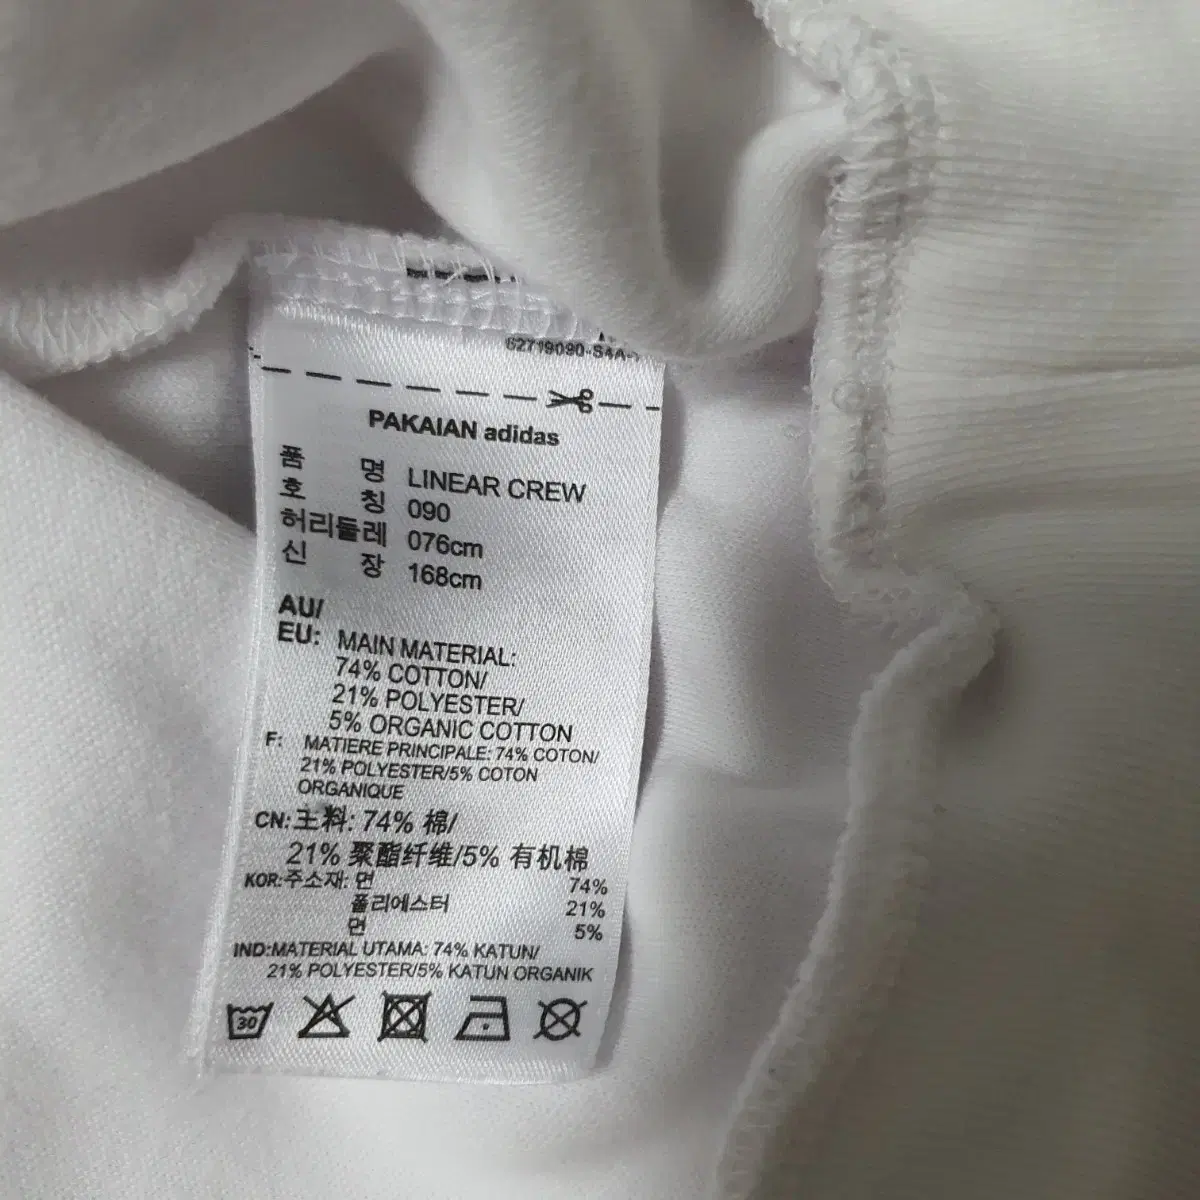 62719090-S4A-
PAKAIAN adidas
품 명 LINEAR CREW
호 칭 090
허리둘레 076cm
신 장 168cm
AU/
EU: MAIN MATERIAL:
74% COTTON/
21% POLYESTER/
5% ORGANIC COTTON
F: MATIERE PRINCIPALE: 74% COTON/
21% POLYESTER/5% COTON
ORGANIQUE
CN:主料: 74% 棉/
21% 聚酯纤维/5% 有机棉
KOR:주소재: 면 74%
폴리에스터 21%
면 5%
IND:MATERIAL UTAMA: 74% KATUN/
21% POLYESTER/5% KATUN ORGANIK
30